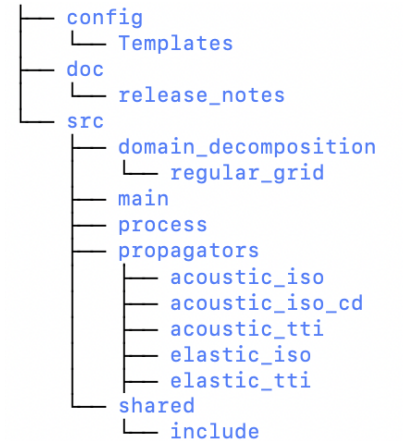 config
Templates
doc
release_notes
src
domain_decomposition
regular_grid
main
process
propagators
acoustic_iso
acoustic_iso_cd
acoustic_tti
elastic_iso
elastic_tti
shared
include